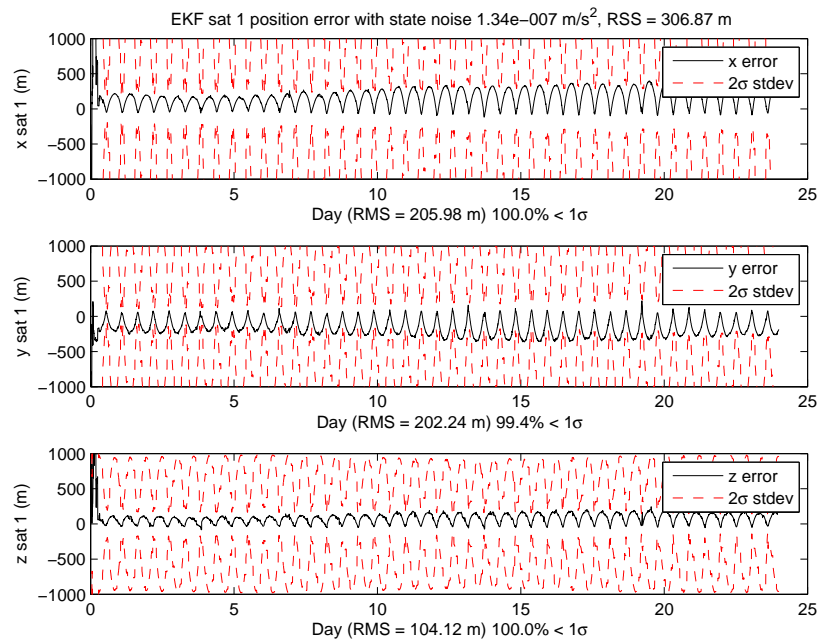 EKF sat 1 position error with state noise 1.34e−007 m/s², RSS = 306.87 m
1000
500
0
−500
−1000
x sat 1 (m)
x error
2σ stdev
0 5 10 15 20 25
Day (RMS = 205.98 m) 100.0% < 1σ
1000
500
0
−500
−1000
y sat 1 (m)
y error
2σ stdev
0 5 10 15 20 25
Day (RMS = 202.24 m) 99.4% < 1σ
1000
500
0
−500
−1000
z sat 1 (m)
z error
2σ stdev
0 5 10 15 20 25
Day (RMS = 104.12 m) 100.0% < 1σ